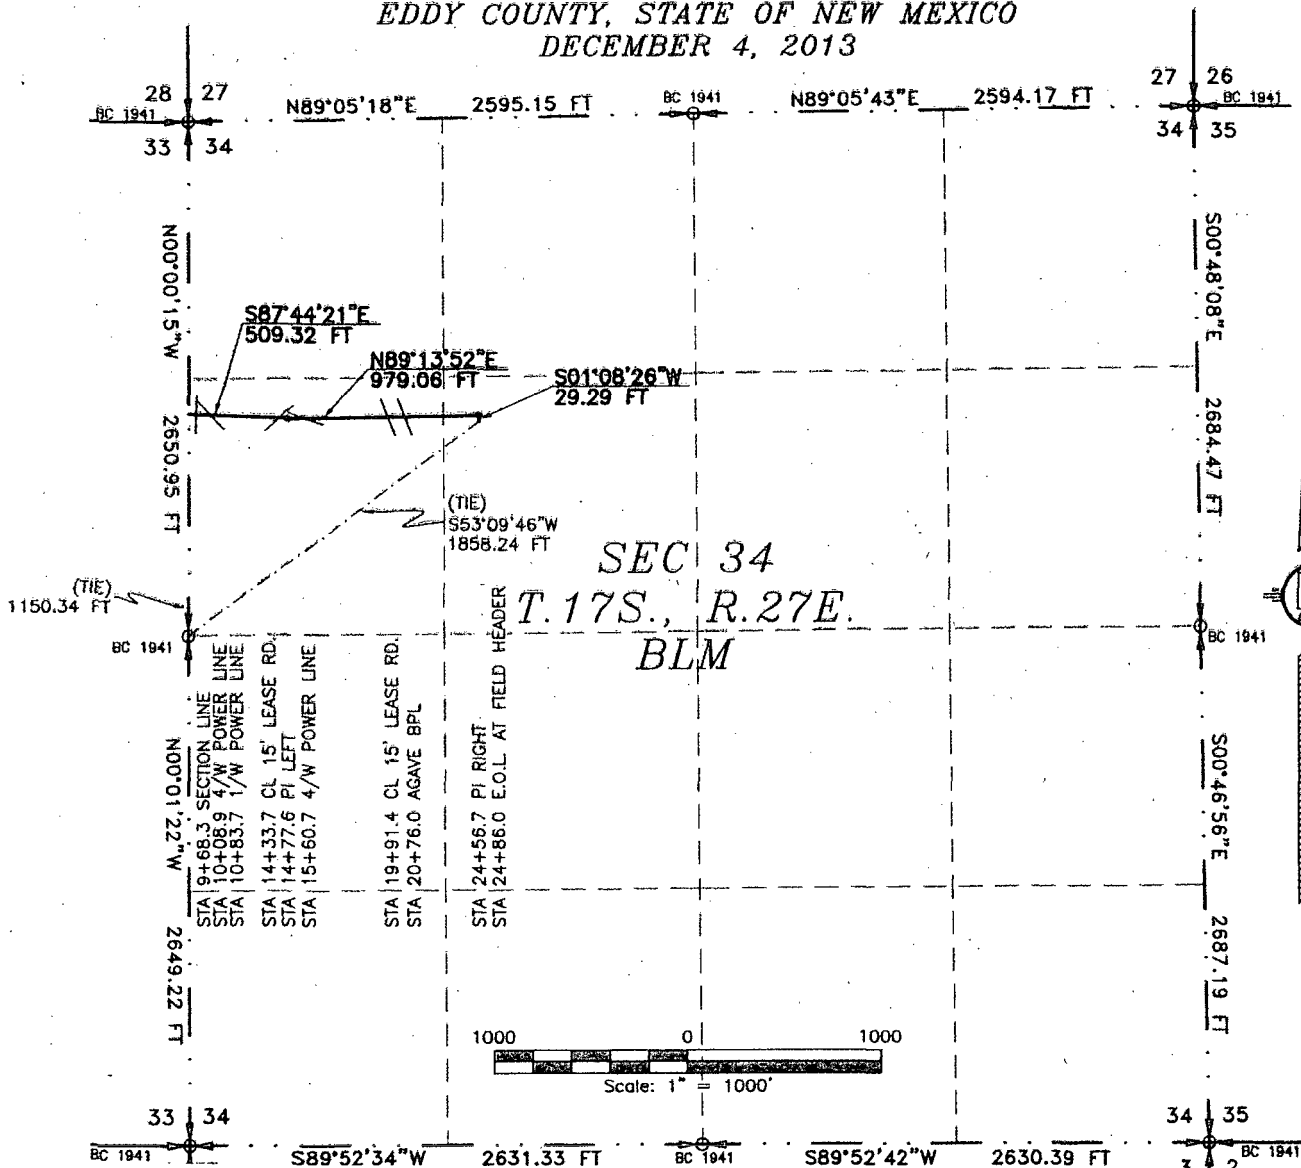 EDDY COUNTY, STATE OF NEW MEXICO
DECEMBER 4, 2013
28 27
33 34
BC 1941
N89°05'18"E 2595.15 FT
BC 1941
N89°05'43"E 2594.17 FT
27 26
34 35
BC 1941
N00°00'15"W 2650.95 FT
S00°48'08"E 2684.47 FT
S87°44'21"E
509.32 FT
N89°13'52"E
979.06 FT
S01°08'26"W
29.29 FT
(TIE)
S53°09'46"W
1858.24 FT
(TIE)
1150.34 FT
SEC 34
T.17S., R.27E.
BLM
BC 1941
BC 1941
STA 9+68.3 SECTION LINE
STA 10+08.9 4/W POWER LINE
STA 10+83.7 1/W POWER LINE
STA 14+33.7 CL 15' LEASE RD.
STA 14+77.6 PI LEFT
STA 15+60.7 4/W POWER LINE
STA 19+91.4 CL 15' LEASE RD.
STA 20+76.0 AGAVE BPL
STA 24+56.7 PI RIGHT
STA 24+86.0 E.O.L. AT FIELD HEADER
N00°01'22"W 2649.22 FT
S00°46'56"E 2687.19 FT
1000 0 1000
Scale: 1" = 1000'
33 34
BC 1941
S89°52'34"W 2631.33 FT
BC 1941
S89°52'42"W 2630.39 FT
34 35
BC 1941